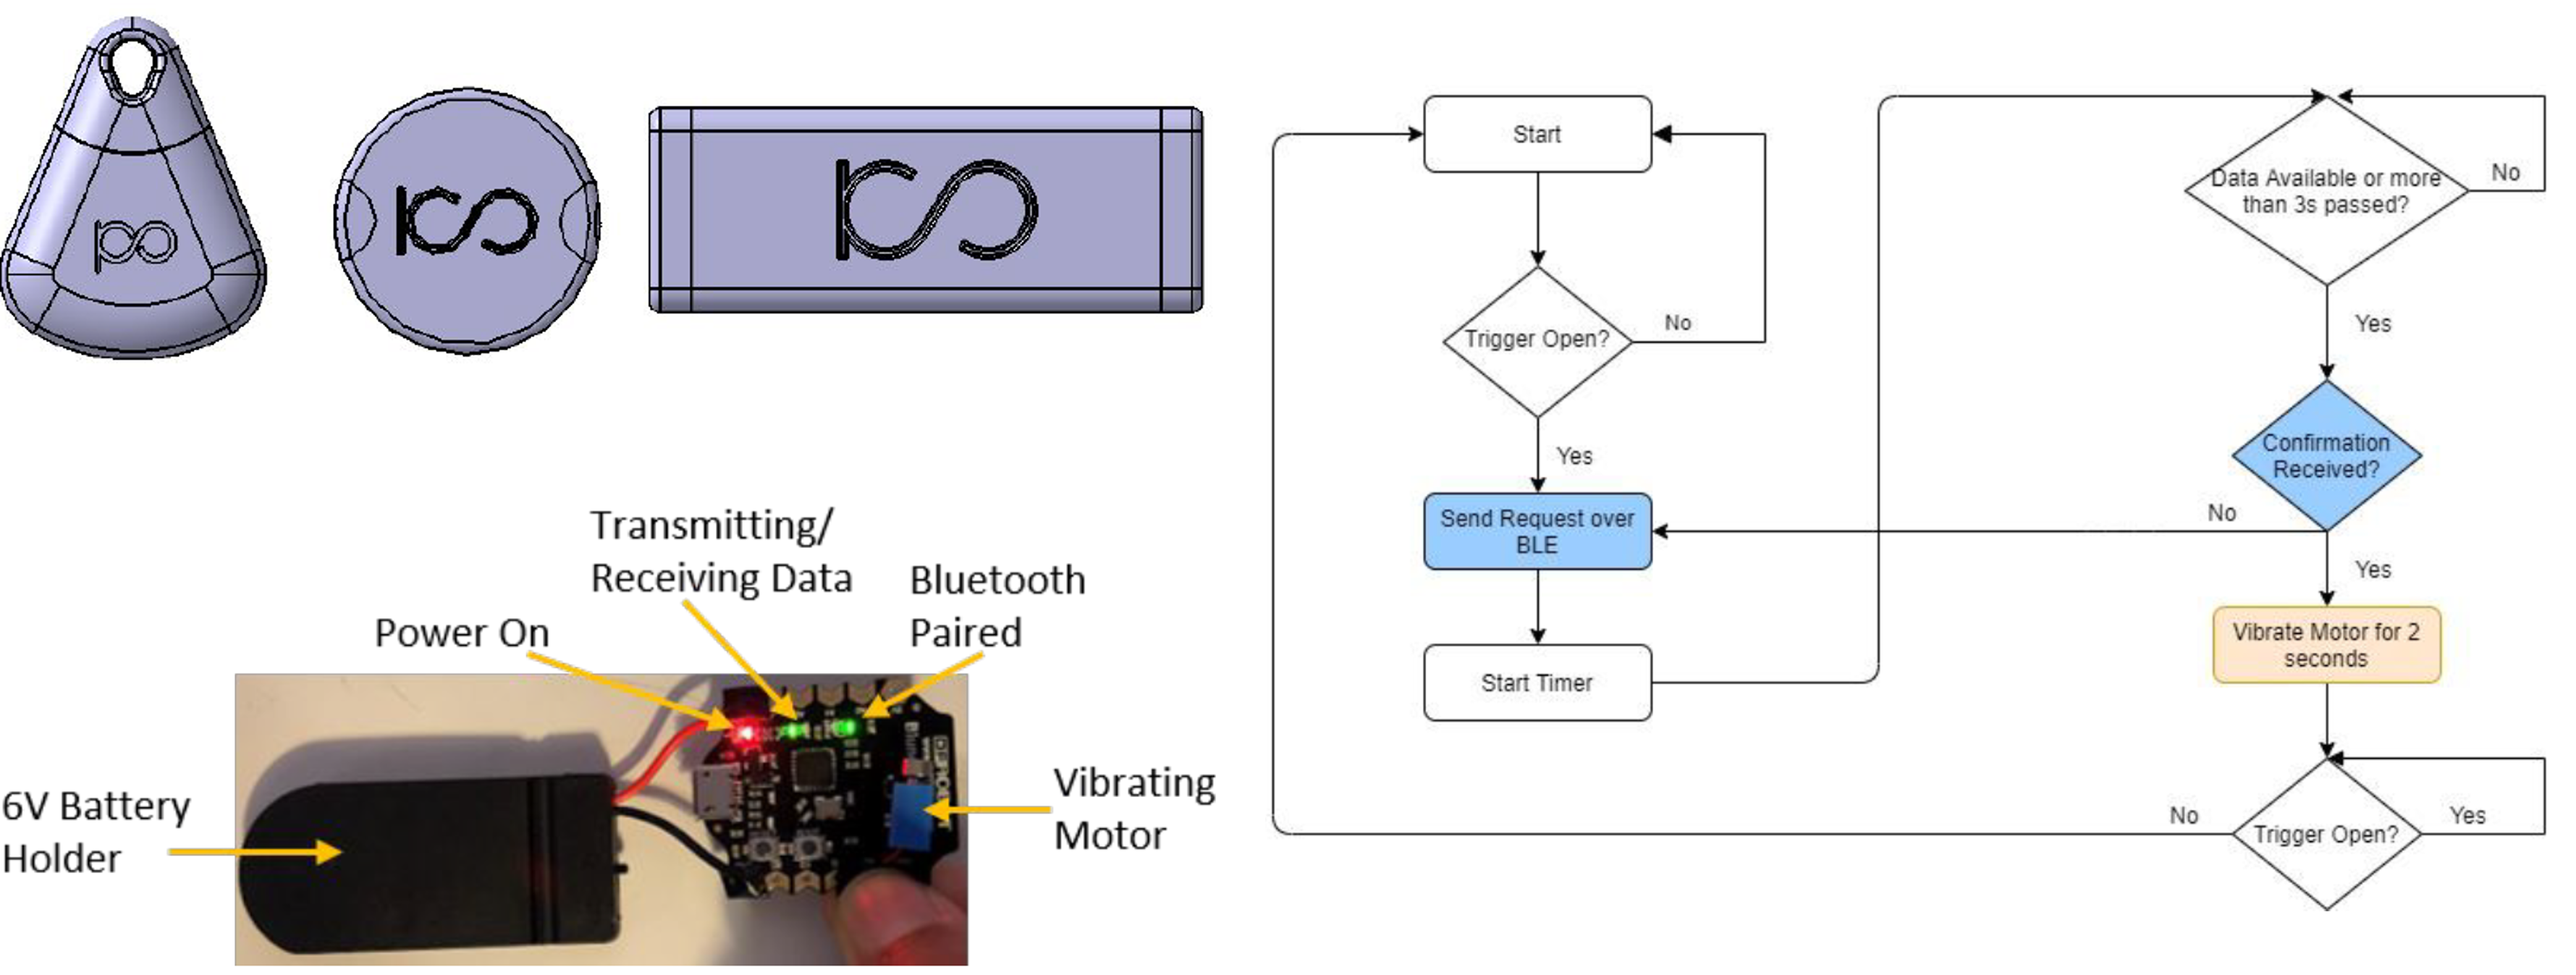 Transmitting/
Receiving Data
Bluetooth
Paired
Power On
6V Battery
Holder
Vibrating
Motor
Start
Trigger Open?
No
Yes
Send Request over
BLE
Start Timer
Data Available or more
than 3s passed?
No
Yes
Confirmation
Received?
No
Yes
Vibrate Motor for 2
seconds
Trigger Open?
No
Yes